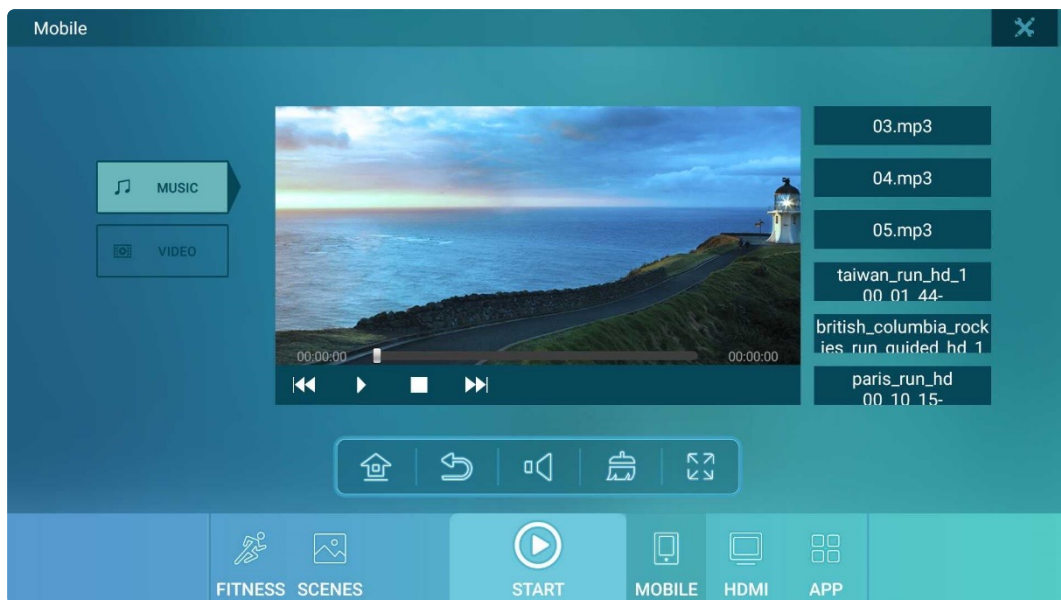 Mobile
MUSIC
VIDEO
00:00:00
00:00:00
03.mp3
04.mp3
05.mp3
taiwan_run_hd_1
00_01_44-
british_columbia_rock
ies_run_guided_hd_1
paris_run_hd
00_10_15-
FITNESS
SCENES
START
MOBILE
HDMI
APP